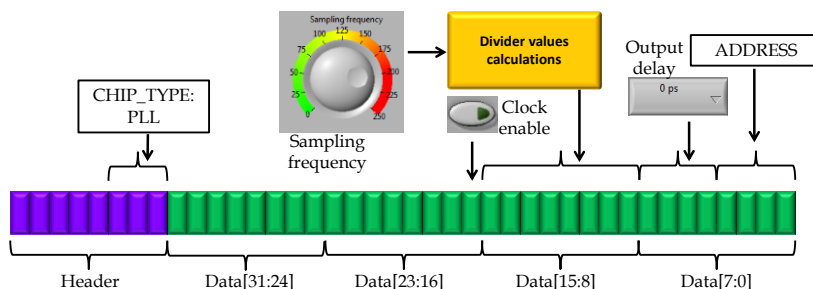 CHIP_TYPE:
PLL
Sampling frequency
0
25
50
75
100
125
150
175
200
225
250
Sampling
frequency
Divider values
calculations
Clock
enable
Output
delay
0 ps
ADDRESS
Header
Data[31:24]
Data[23:16]
Data[15:8]
Data[7:0]